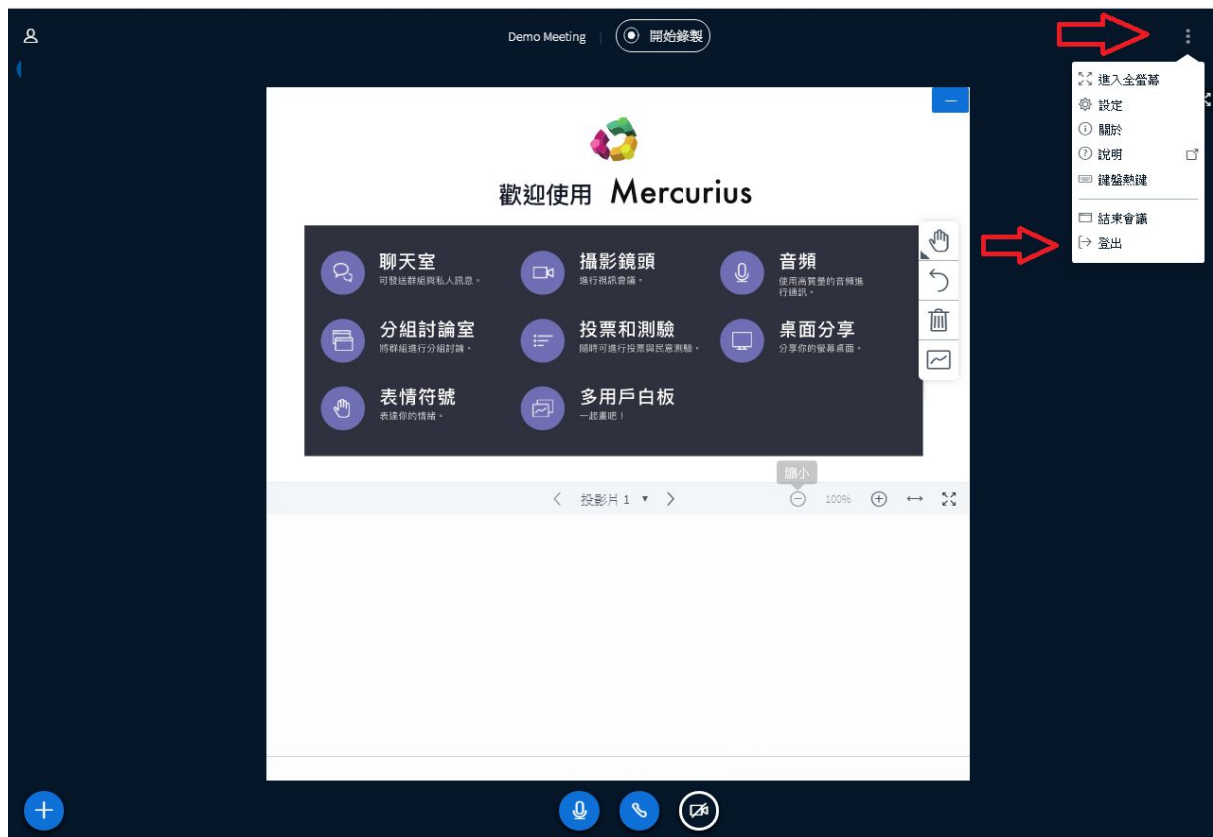 Demo Meeting
開始錄製
進入全螢幕
設定
關於
說明
鍵盤熱鍵
結束會議
登出
歡迎使用 Mercurius
聊天室
可發送群組與私人訊息。
攝影鏡頭
進行視訊會議。
音頻
使用高質量的音頻進
行通訊。
分組討論室
將群組進行分組討論。
投票和測驗
隨時可進行投票與民意測驗。
桌面分享
分享你的螢幕桌面。
表情符號
表達你的情緒。
多用戶白板
一起畫吧！
縮小
投影片 1
100%